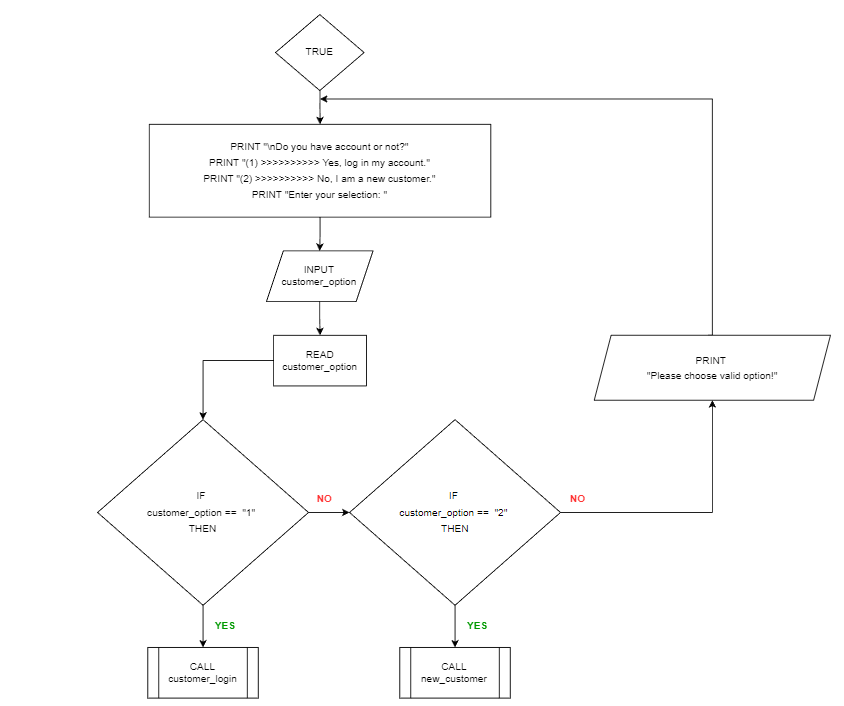 TRUE
PRINT "\nDo you have account or not?"
PRINT "(1) >>>>>>>>>> Yes, log in my account."
PRINT "(2) >>>>>>>>>> No, I am a new customer."
PRINT "Enter your selection: "
INPUT
customer_option
READ
customer_option
PRINT
"Please choose valid option!"
IF
customer_option == "1"
THEN
NO
IF
customer_option == "2"
THEN
NO
YES
YES
CALL
customer_login
CALL
new_customer